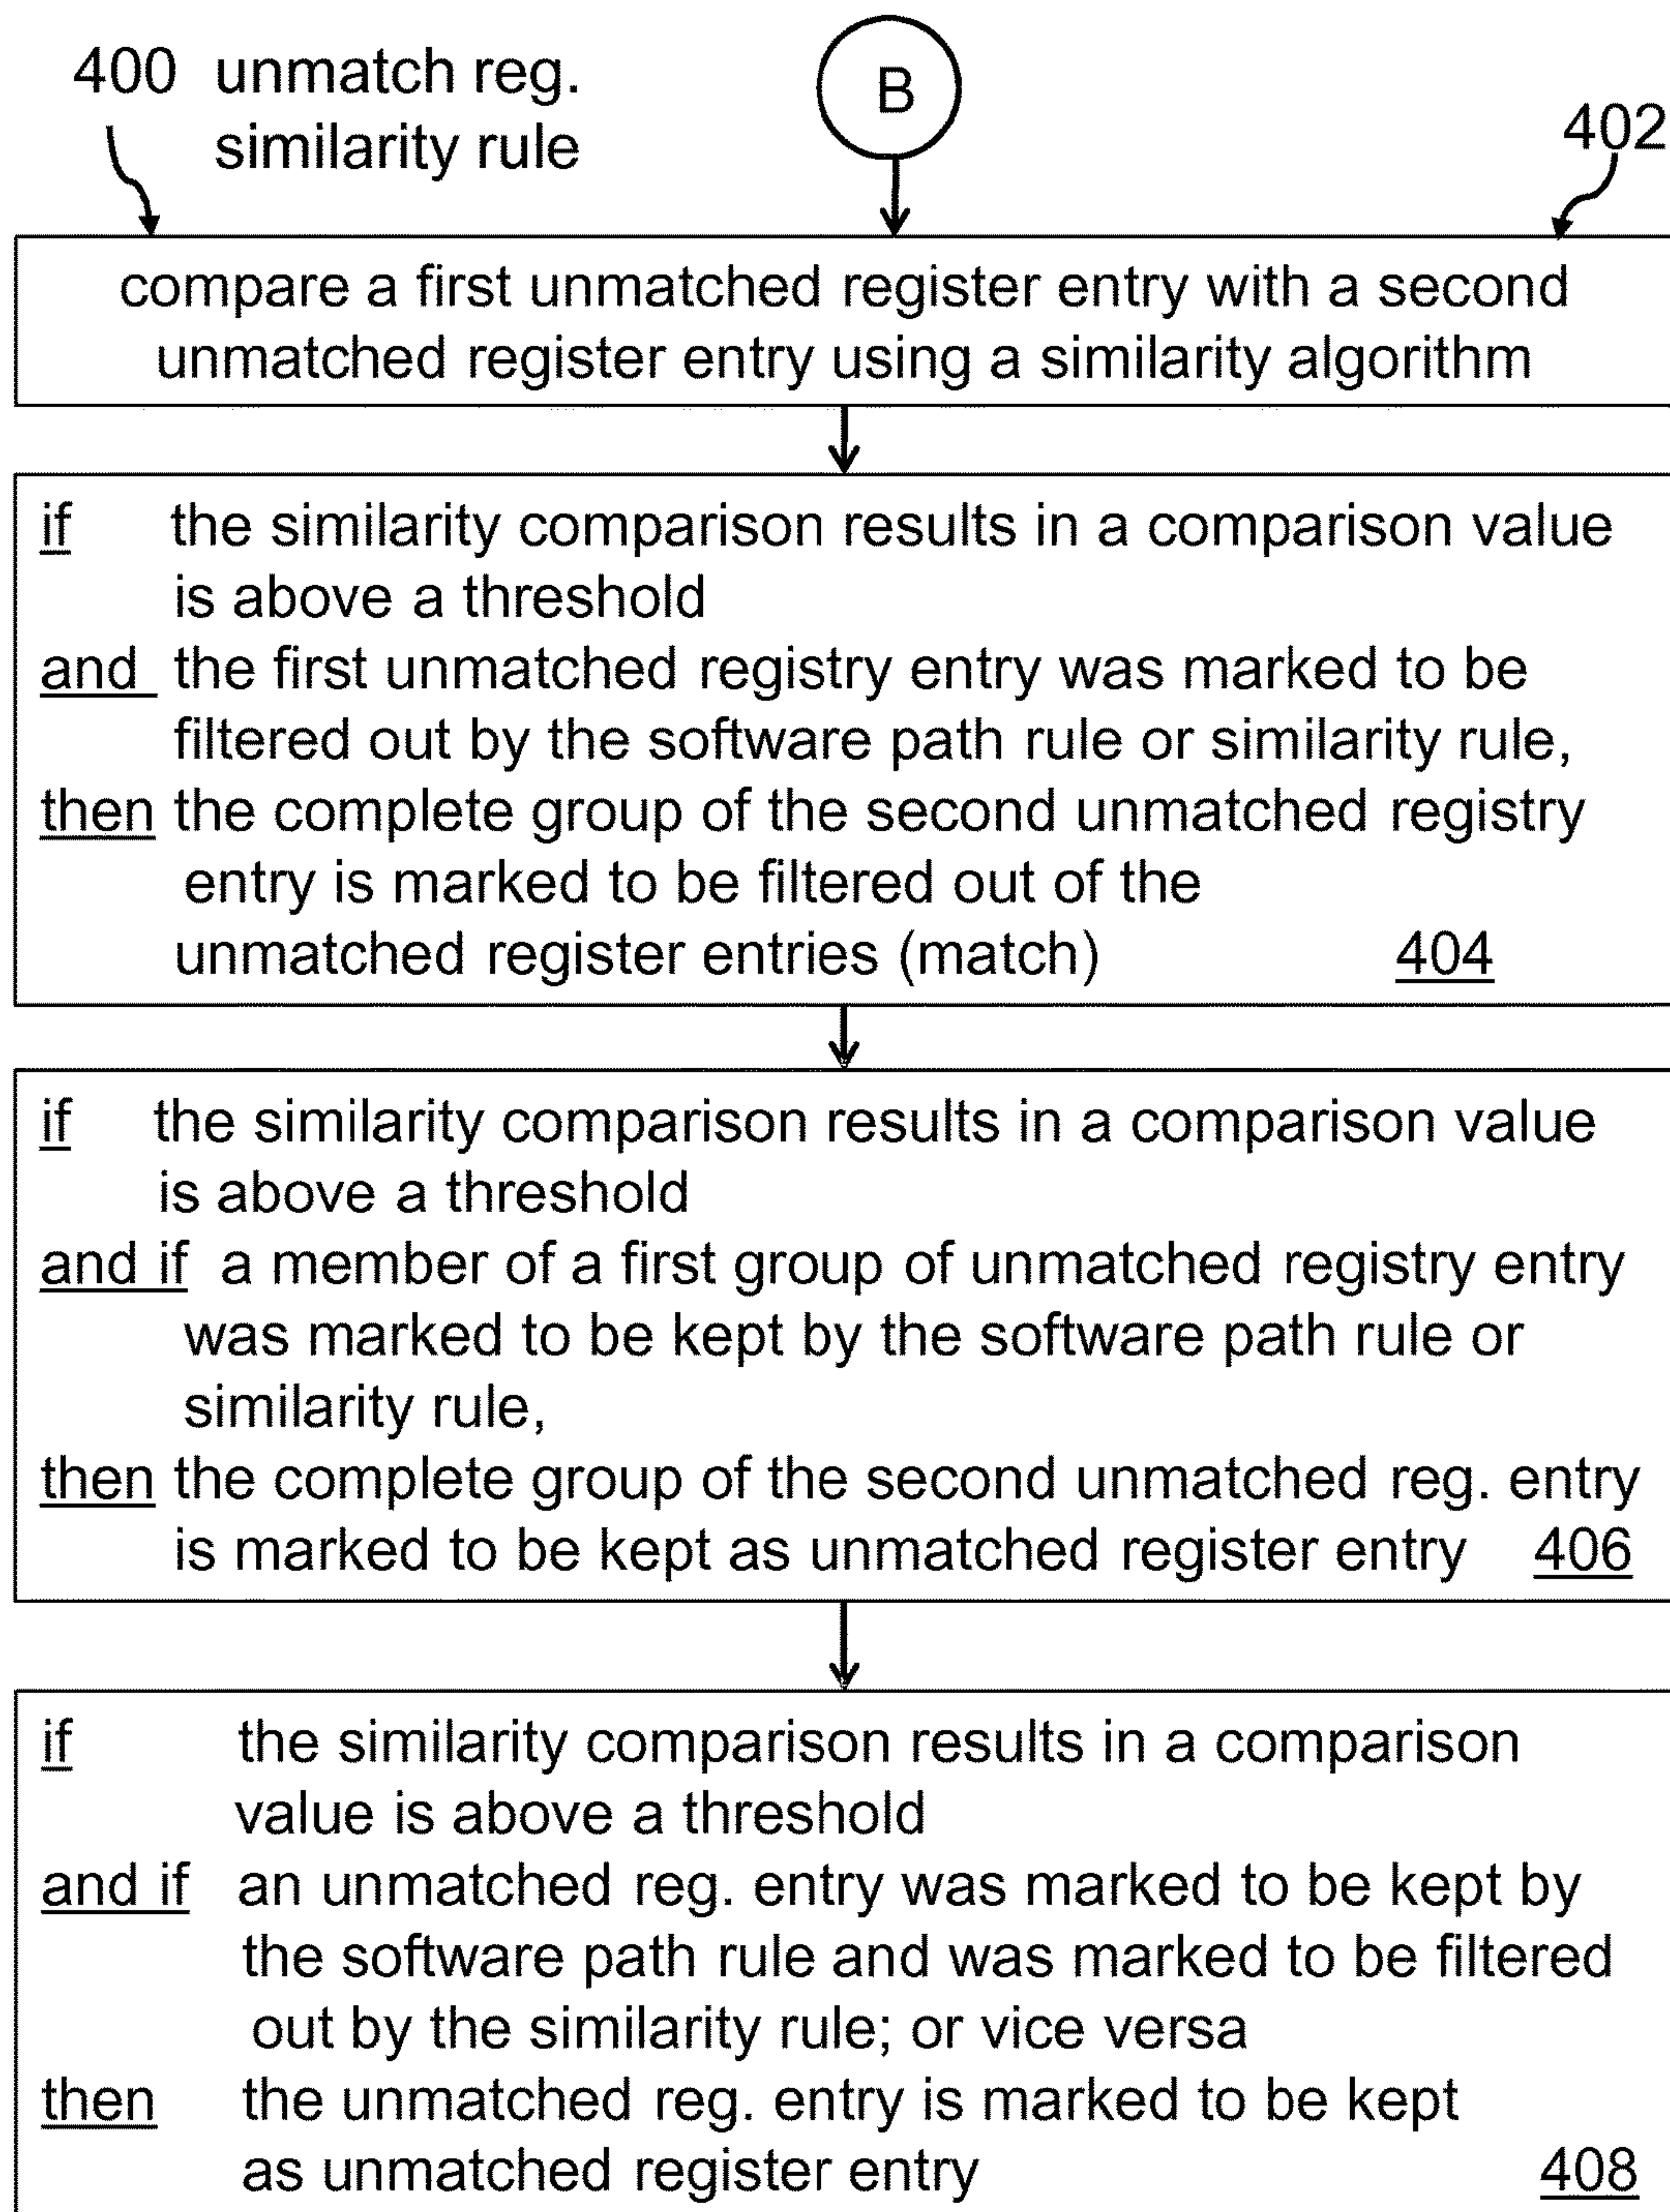 400 unmatch reg.
similarity rule
B
402
compare a first unmatched register entry with a second
unmatched register entry using a similarity algorithm
if the similarity comparison results in a comparison value
is above a threshold
and the first unmatched registry entry was marked to be
filtered out by the software path rule or similarity rule,
then the complete group of the second unmatched registry
entry is marked to be filtered out of the
unmatched register entries (match) 404
if the similarity comparison results in a comparison value
is above a threshold
and if a member of a first group of unmatched registry entry
was marked to be kept by the software path rule or
similarity rule,
then the complete group of the second unmatched reg. entry
is marked to be kept as unmatched register entry 406
if the similarity comparison results in a comparison
value is above a threshold
and if an unmatched reg. entry was marked to be kept by
the software path rule and was marked to be filtered
out by the similarity rule; or vice versa
then the unmatched reg. entry is marked to be kept
as unmatched register entry 408